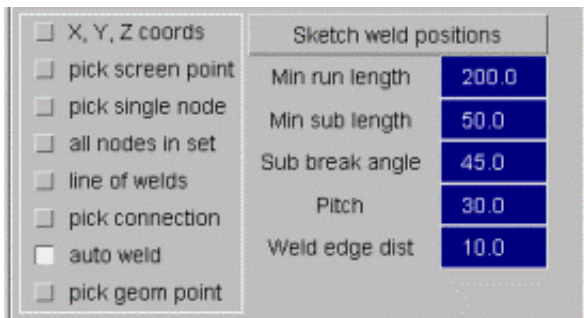 X, Y, Z coords
pick screen point
pick single node
all nodes in set
line of welds
pick connection
auto weld
pick geom point
Sketch weld positions
Min run length 200.0
Min sub length 50.0
Sub break angle 45.0
Pitch 30.0
Weld edge dist 10.0